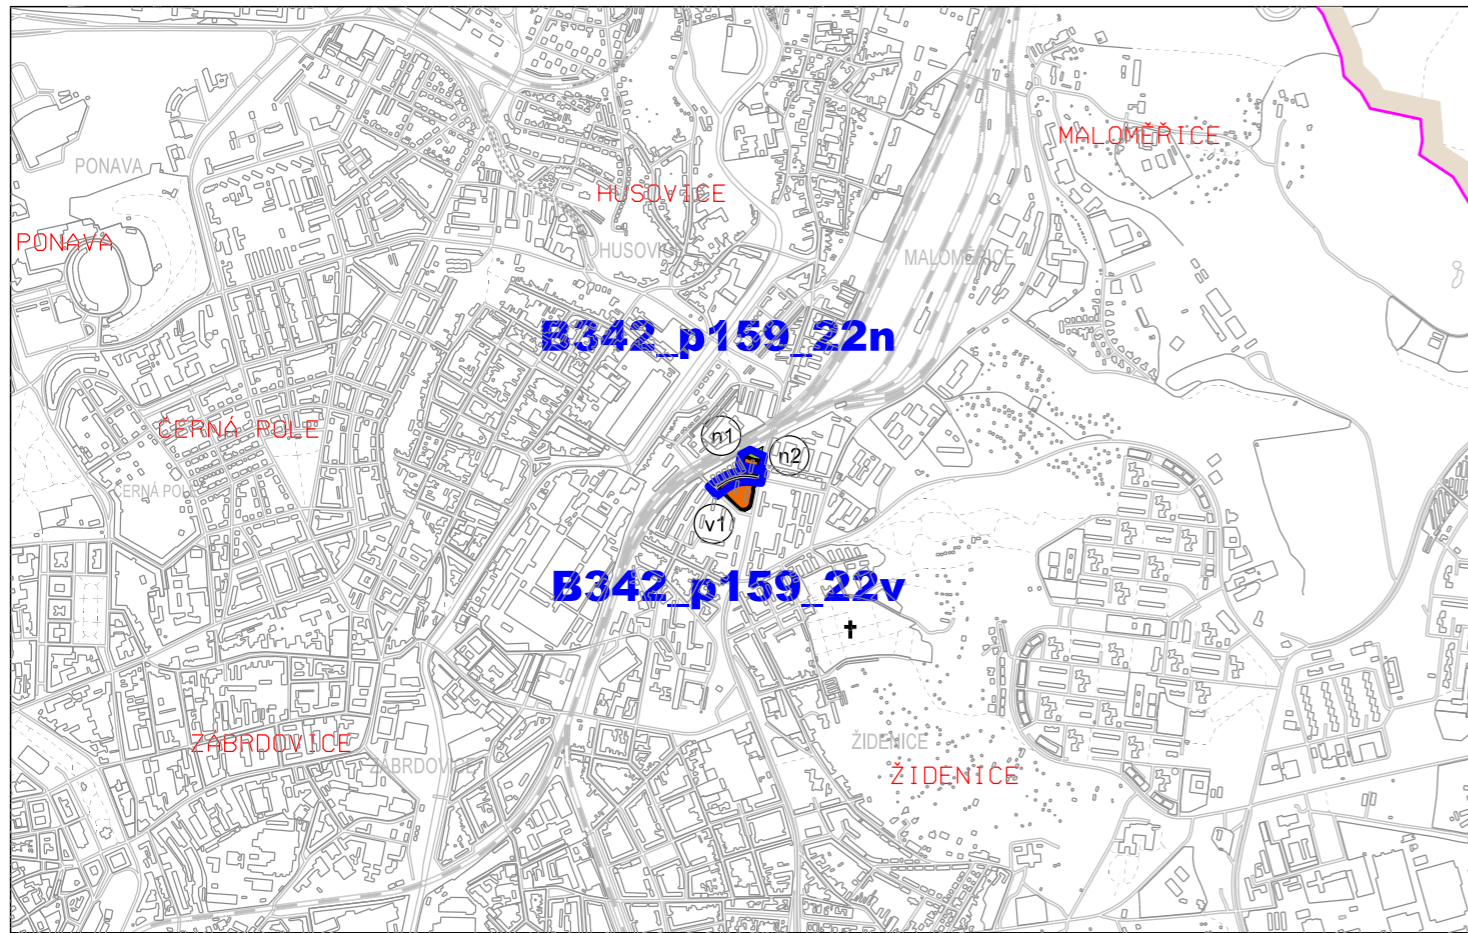 MALOMĚŘICE
PONAVA
HUSOVICE
PONAVA
HUSOVICE
MALOMĚŘICE
B342_p159_22n
ČERNÁ POLE
n1
n2
ČERNÁ POLE
v1
B342_p159_22v
ŽIDENICE
ZÁBRDOVICE
ZÁBRDOVICE
ŽIDENICE